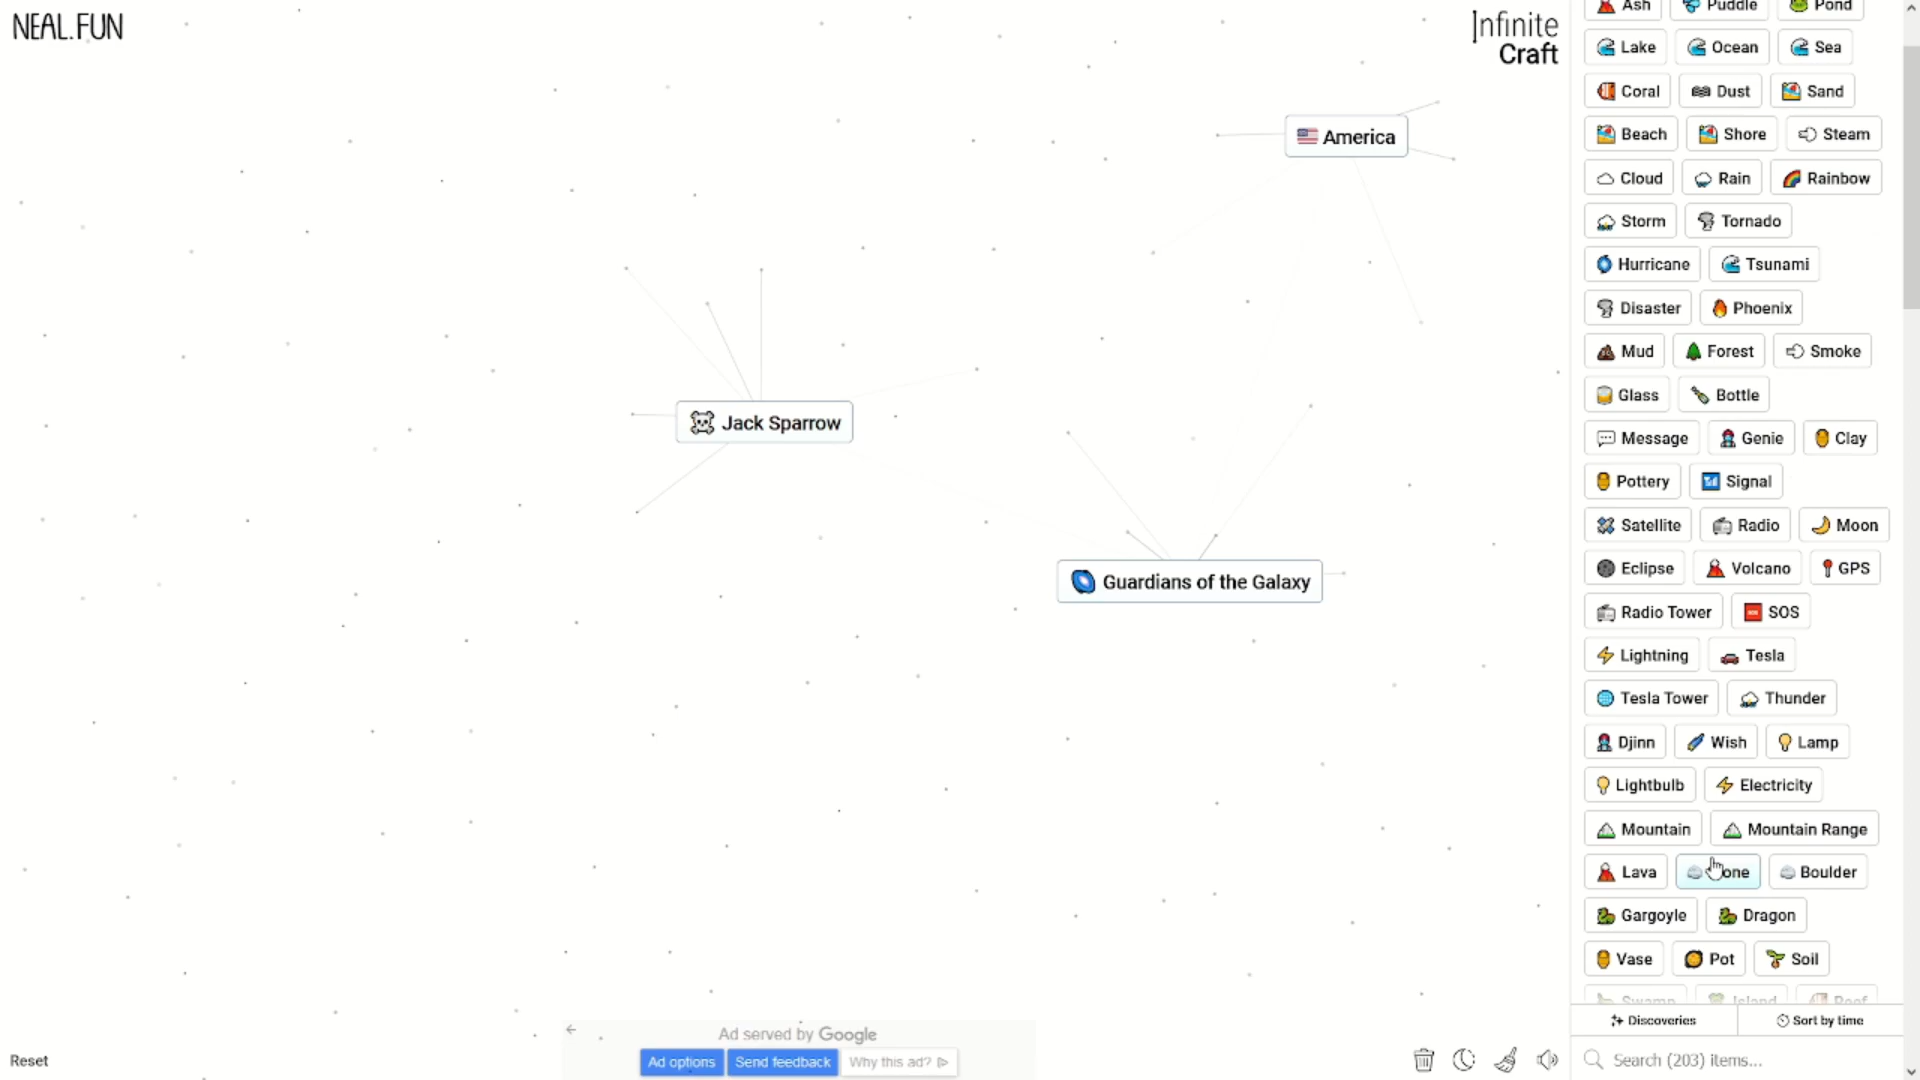 NEAL.FUN
Infinite
Craft
America
Jack Sparrow
Guardians of the Galaxy
Ash Puddle Pond
Lake Ocean Sea
Coral Dust Sand
Beach Shore Steam
Cloud Rain Rainbow
Storm Tornado
Hurricane Tsunami
Disaster Phoenix
Mud Forest Smoke
Glass Bottle
Message Genie Clay
Pottery Signal
Satellite Radio Moon
Eclipse Volcano GPS
Radio Tower SOS
Lightning Tesla
Tesla Tower Thunder
Djinn Wish Lamp
Lightbulb Electricity
Mountain Mountain Range
Lava one Boulder
Gargoyle Dragon
Vase Pot Soil
Swamp Island Reef
Discoveries Sort by time
Search (203) items...
Ad served by Google
Ad options Send feedback Why this ad?
Reset